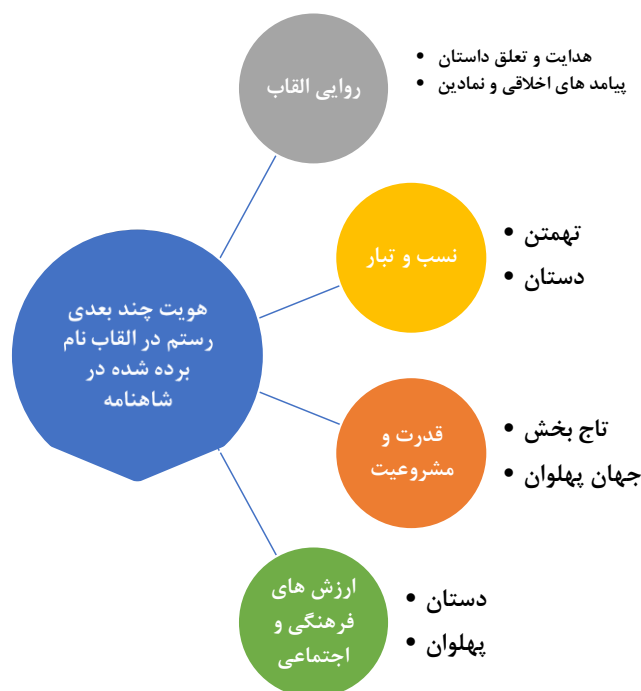 روایی القاب
• هدایت و تعلق داستان
• پیامد های اخلاقی و نمادین
نسب و تبار
• تهمتن
• دستان
هویت چند بعدی
رستم در القاب نام
برده شده در
شاهنامه
قدرت و
مشروعیت
• تاج بخش
• جهان پهلوان
ارزش های
فرهنگی و
اجتماعی
• دستان
• پهلوان